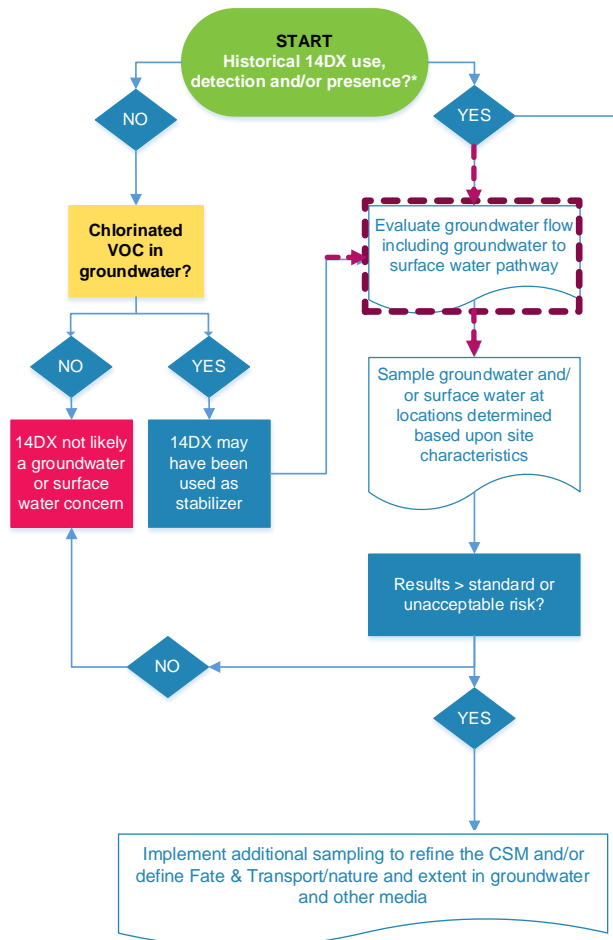 START
Historical 14DX use,
detection and/or presence?*
NO
YES
Chlorinated
VOC in
groundwater?
Evaluate groundwater flow
including groundwater to
surface water pathway
NO
YES
Sample groundwater and/
or surface water at
locations determined
based upon site
characteristics
14DX not likely
a groundwater
or surface
water concern
14DX may
have been
used as
stabilizer
Results > standard or
unacceptable risk?
NO
YES
Implement additional sampling to refine the CSM and/or
define Fate & Transport/nature and extent in groundwater
and other media